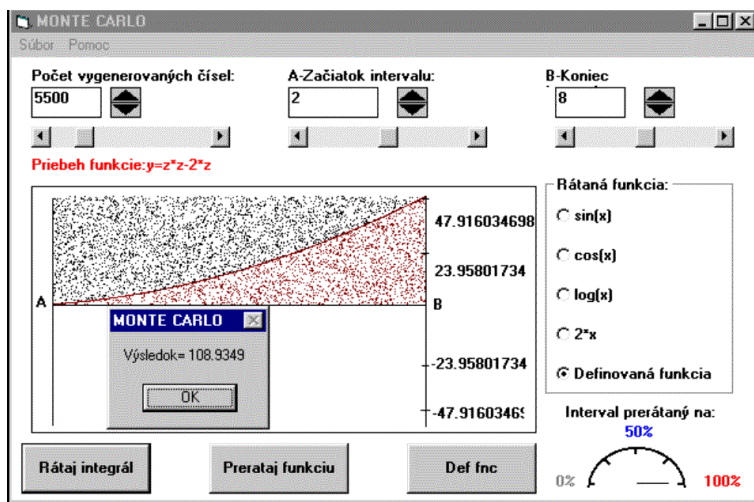 MONTE CARLO
Súbor Pomoc
Počet vygenerovaných čísel:
A-Začiatok intervalu:
B-Koniec
5500
2
8
Priebeh funkcie:y=z*z-2*z
Rátaná funkcia:
sin(x)
cos(x)
log(x)
2*x
Definovaná funkcia
47.916034698
23.95801734
A
B
-23.95801734
-47.9160346
MONTE CARLO
Výsledok= 108.9349
OK
Interval prerátaný na:
50%
0%
100%
Rátaj integrál
Prerataj funkciu
Def fnc